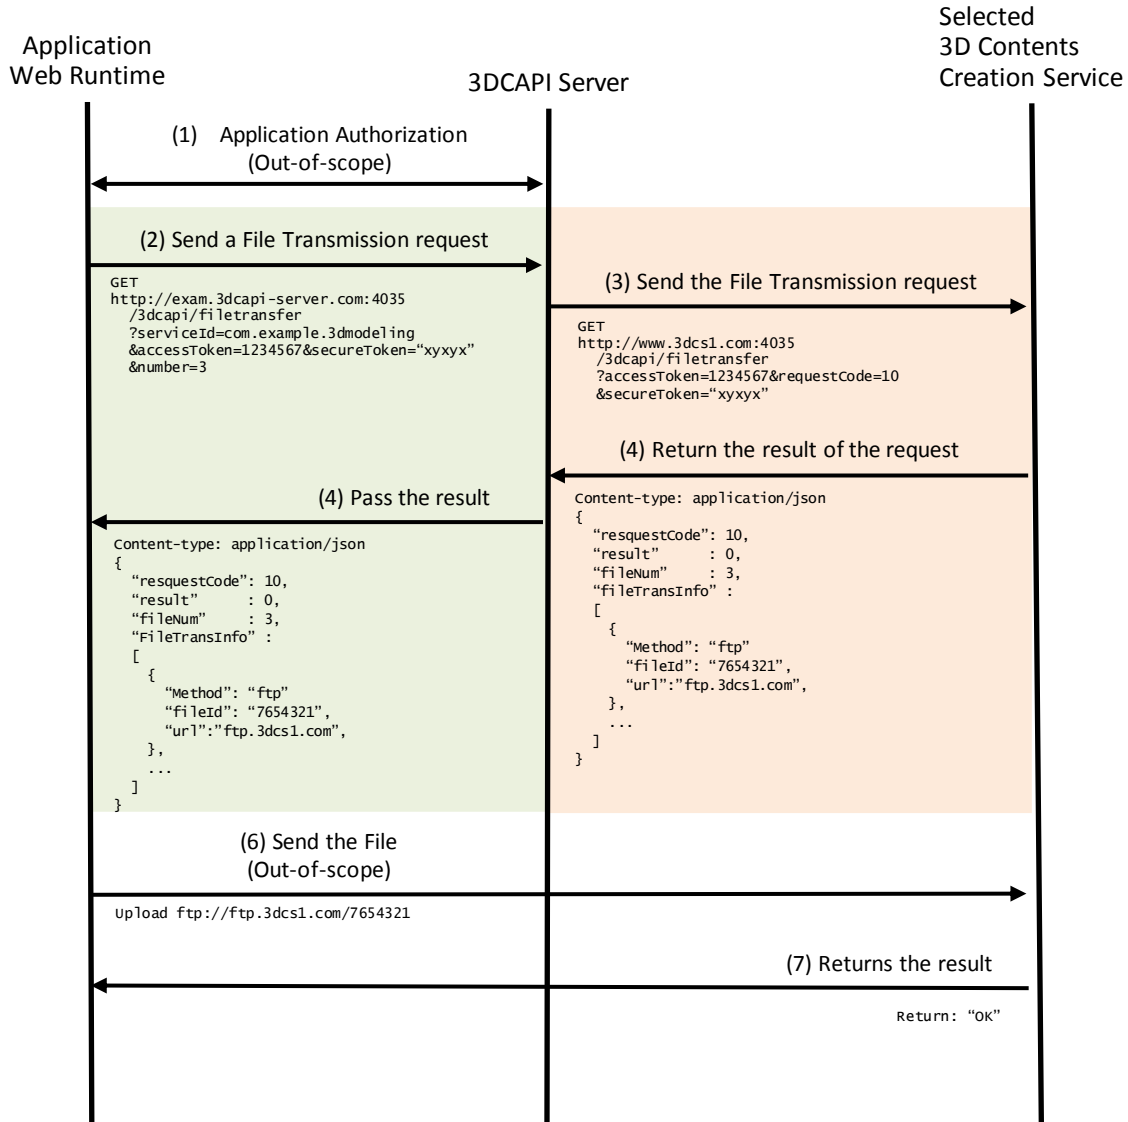 Application
Web Runtime
3DCAPI Server
Selected
3D Contents
Creation Service
(1) Application Authorization
(Out-of-scope)
(2) Send a File Transmission request
GET
http://exam.3dcapi-server.com:4035
/3dcapi/filetransfer
?serviceId=com.example.3dmodeling
&accessToken=1234567&secureToken=“xyxyx”
&number=3
(3) Send the File Transmission request
GET
http://www.3dcs1.com:4035
/3dcapi/filetransfer
?accessToken=1234567&requestCode=10
&secureToken=“xyxyx”
(4) Return the result of the request
Content-type: application/json
{
“resquestCode”: 10,
“result” : 0,
“fileNum” : 3,
“fileTransInfo” :
[
{
“Method”: “ftp”
“fileId”: “7654321”,
“url”:”ftp.3dcs1.com”,
},
...
]
}
(4) Pass the result
Content-type: application/json
{
“resquestCode”: 10,
“result” : 0,
“fileNum” : 3,
“FileTransInfo” :
[
{
“Method”: “ftp”
“fileId”: “7654321”,
“url”:”ftp.3dcs1.com”,
},
...
]
}
(6) Send the File
(Out-of-scope)
Upload ftp://ftp.3dcs1.com/7654321
(7) Returns the result
Return: “OK”